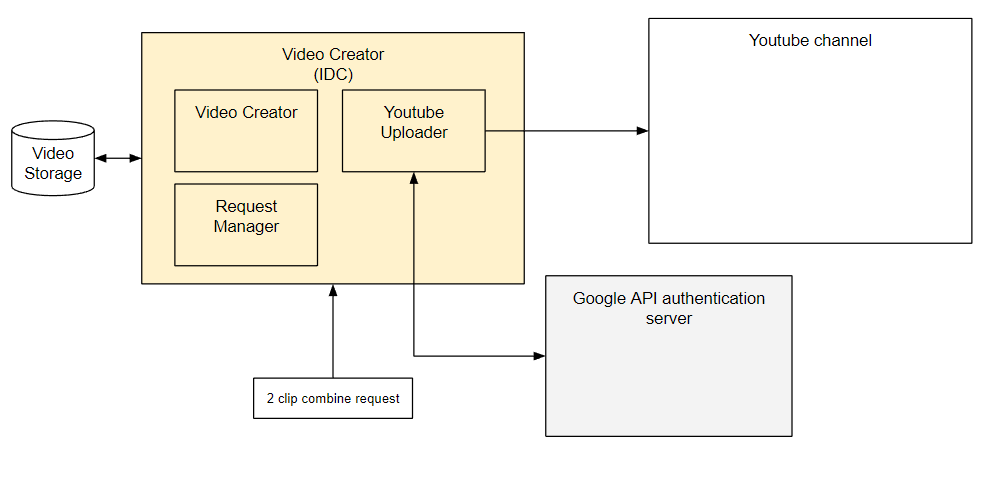 Video Creator
(IDC)
Youtube channel
Video Creator
Youtube
Uploader
Video
Storage
Request
Manager
Google API authentication
server
2 clip combine request